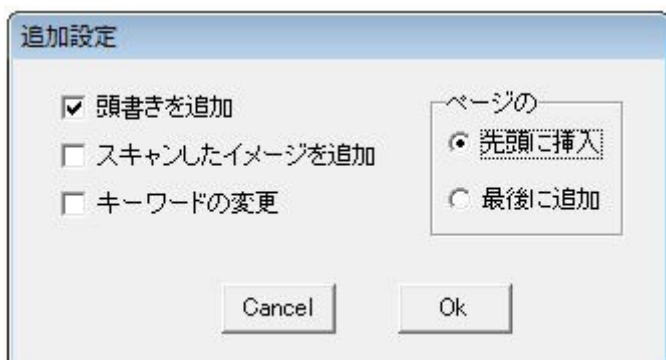 追加設定
頭書きを追加
スキャンしたイメージを追加
キーワードの変更
ページの
先頭に挿入
最後に追加
Cancel
Ok